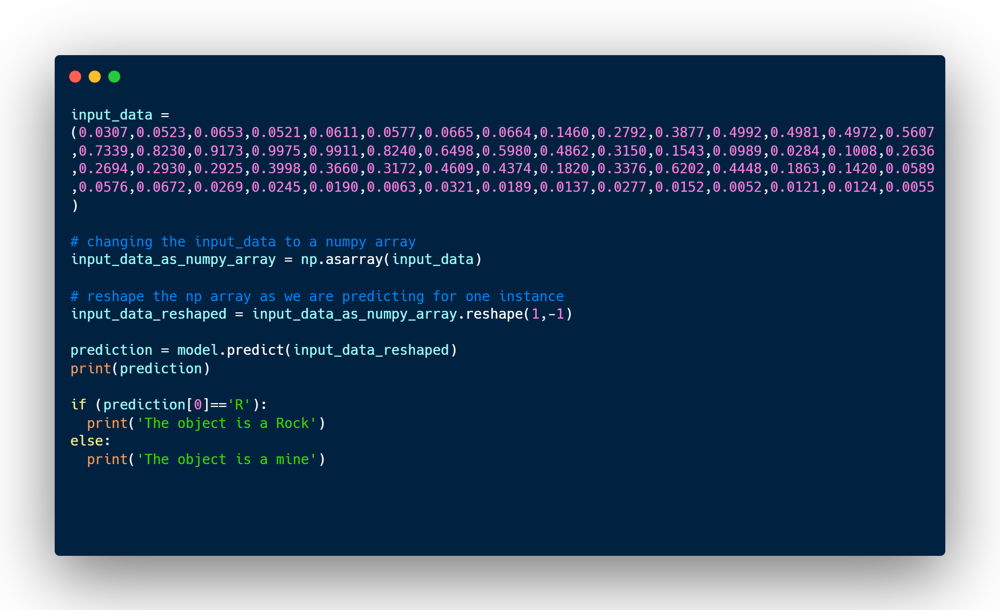 input_data =
(0.0307,0.0523,0.0653,0.0521,0.0611,0.0577,0.0665,0.0664,0.1460,0.2792,0.3877,0.4992,0.4981,0.4972,0.5607
,0.7339,0.8230,0.9173,0.9975,0.9911,0.8240,0.6498,0.5980,0.4862,0.3150,0.1543,0.0989,0.0284,0.1008,0.2636
,0.2694,0.2930,0.2925,0.3998,0.3660,0.3172,0.4609,0.4374,0.1820,0.3376,0.6202,0.4448,0.1863,0.1420,0.0589
,0.0576,0.0672,0.0269,0.0245,0.0190,0.0063,0.0321,0.0189,0.0137,0.0277,0.0152,0.0052,0.0121,0.0124,0.0055
)
# changing the input_data to a numpy array
input_data_as_numpy_array = np.asarray(input_data)
# reshape the np array as we are predicting for one instance
input_data_reshaped = input_data_as_numpy_array.reshape(1,-1)
prediction = model.predict(input_data_reshaped)
print(prediction)
if (prediction[0]=='R'):
  print('The object is a Rock')
else:
  print('The object is a mine')